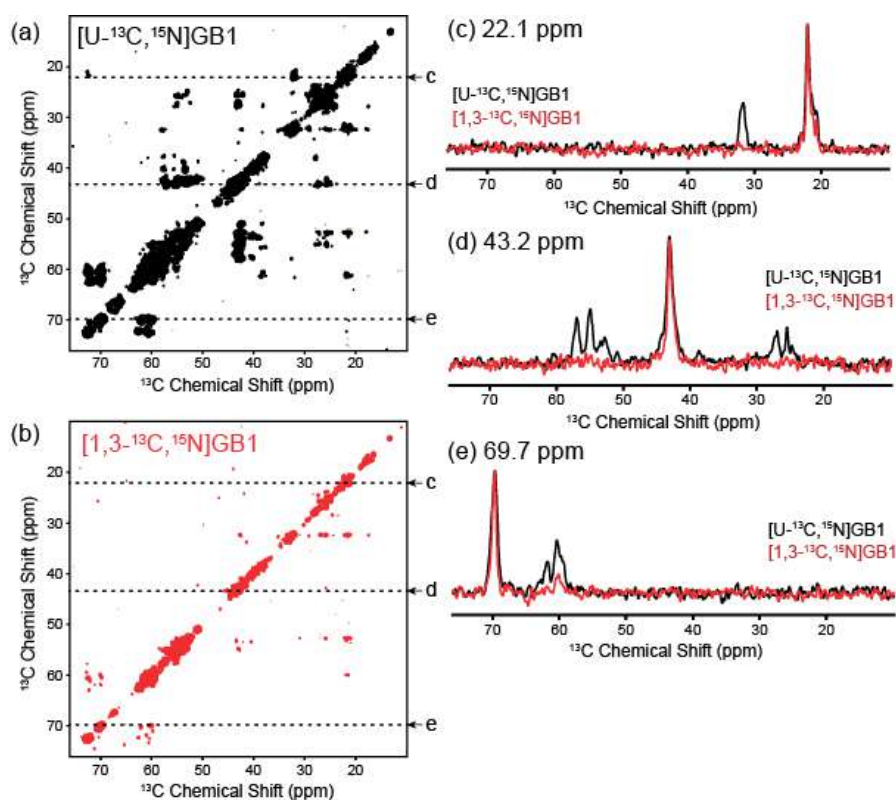 (a)
[U-¹³C,¹⁵N]GB1
20
30
40
50
60
70
¹³C Chemical Shift (ppm)
c
d
e
70 60 50 40 30 20
¹³C Chemical Shift (ppm)
(b)
[1,3-¹³C,¹⁵N]GB1
20
30
40
50
60
70
¹³C Chemical Shift (ppm)
c
d
e
70 60 50 40 30 20
¹³C Chemical Shift (ppm)
(c) 22.1 ppm
[U-¹³C,¹⁵N]GB1
[1,3-¹³C,¹⁵N]GB1
70 60 50 40 30 20
¹³C Chemical Shift (ppm)
(d) 43.2 ppm
[U-¹³C,¹⁵N]GB1
[1,3-¹³C,¹⁵N]GB1
70 60 50 40 30 20
¹³C Chemical Shift (ppm)
(e) 69.7 ppm
[U-¹³C,¹⁵N]GB1
[1,3-¹³C,¹⁵N]GB1
70 60 50 40 30 20
¹³C Chemical Shift (ppm)